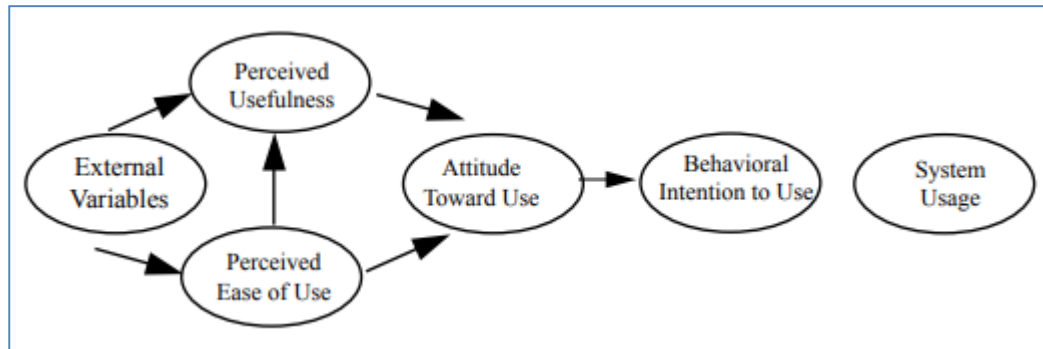 Perceived
Usefulness
External
Variables
Perceived
Ease of Use
Attitude
Toward Use
Behavioral
Intention to Use
System
Usage